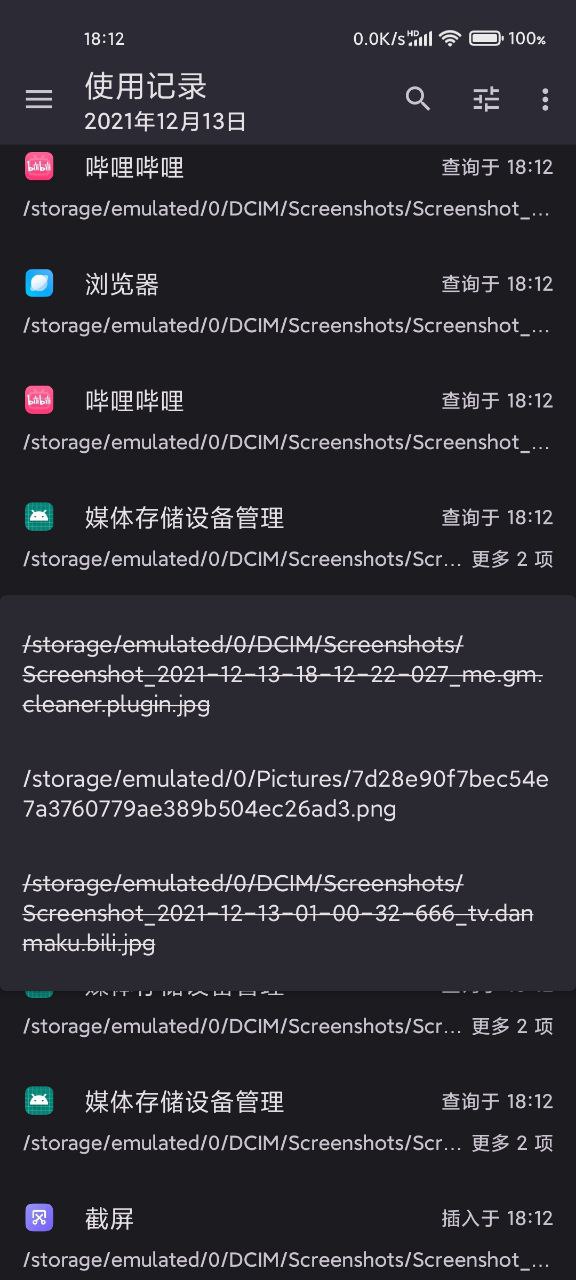 18:12 0.0K/s HD 100%
使用记录
2021年12月13日
哔哩哔哩 查询于 18:12
/storage/emulated/0/DCIM/Screenshots/Screenshot_...
浏览器 查询于 18:12
/storage/emulated/0/DCIM/Screenshots/Screenshot_...
哔哩哔哩 查询于 18:12
/storage/emulated/0/DCIM/Screenshots/Screenshot_...
媒体存储设备管理 查询于 18:12
/storage/emulated/0/DCIM/Screenshots/Scr... 更多 2 项
/storage/emulated/0/DCIM/Screenshots/
Screenshot_2021-12-13-18-12-22-027_me.gm.
cleaner.plugin.jpg
/storage/emulated/0/Pictures/7d28e90f7bec54e
7a3760779ae389b504ec26ad3.png
/storage/emulated/0/DCIM/Screenshots/
Screenshot_2021-12-13-01-00-32-666_tv.dan
maku.bili.jpg
/storage/emulated/0/DCIM/Screenshots/Scr... 更多 2 项
媒体存储设备管理 查询于 18:12
/storage/emulated/0/DCIM/Screenshots/Scr... 更多 2 项
截屏 插入于 18:12
/storage/emulated/0/DCIM/Screenshots/Screenshot_...